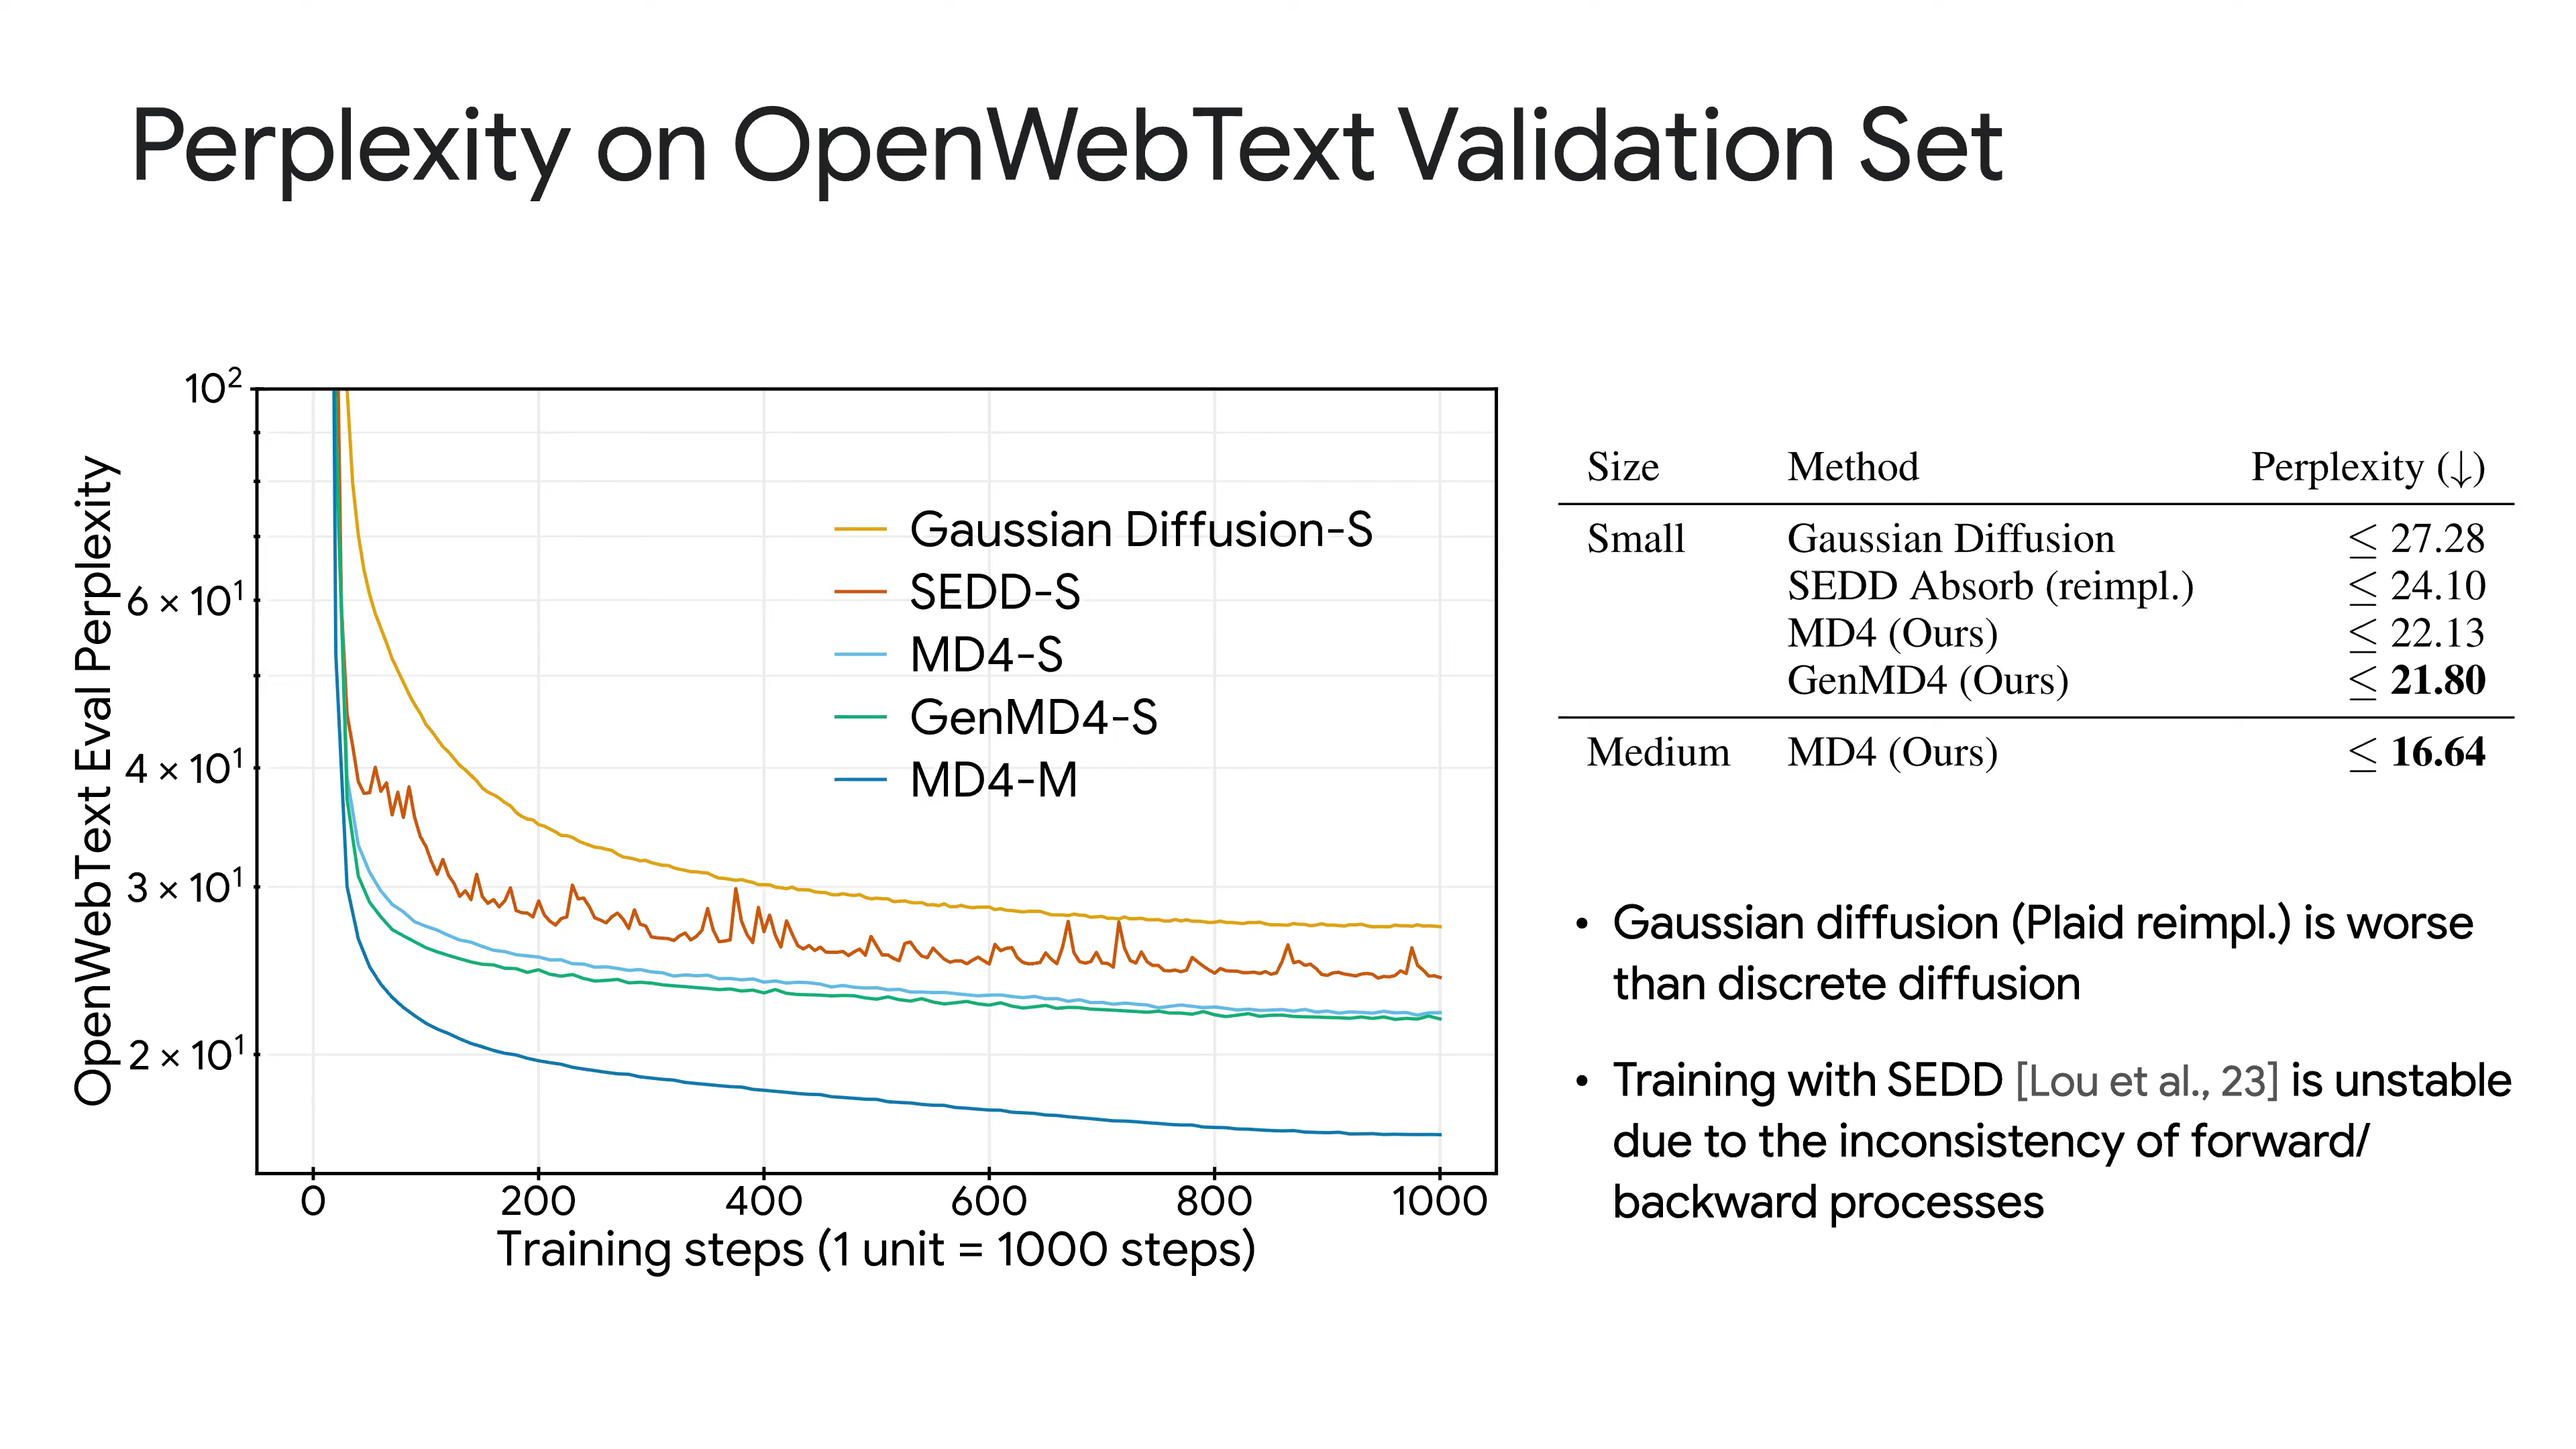 Perplexity on OpenWebText Validation Set
OpenWebText Eval Perplexity
10²
6 × 10¹
4 × 10¹
3 × 10¹
2 × 10¹
Gaussian Diffusion-S
SEDD-S
MD4-S
GenMD4-S
MD4-M
0 200 400 600 800 1000
Training steps (1 unit = 1000 steps)
Size Method Perplexity (↓)
Small Gaussian Diffusion ≤ 27.28
SEDD Absorb (reimpl.) ≤ 24.10
MD4 (Ours) ≤ 22.13
GenMD4 (Ours) ≤ 21.80
Medium MD4 (Ours) ≤ 16.64
• Gaussian diffusion (Plaid reimpl.) is worse
than discrete diffusion
• Training with SEDD [Lou et al., 23] is unstable
due to the inconsistency of forward/
backward processes